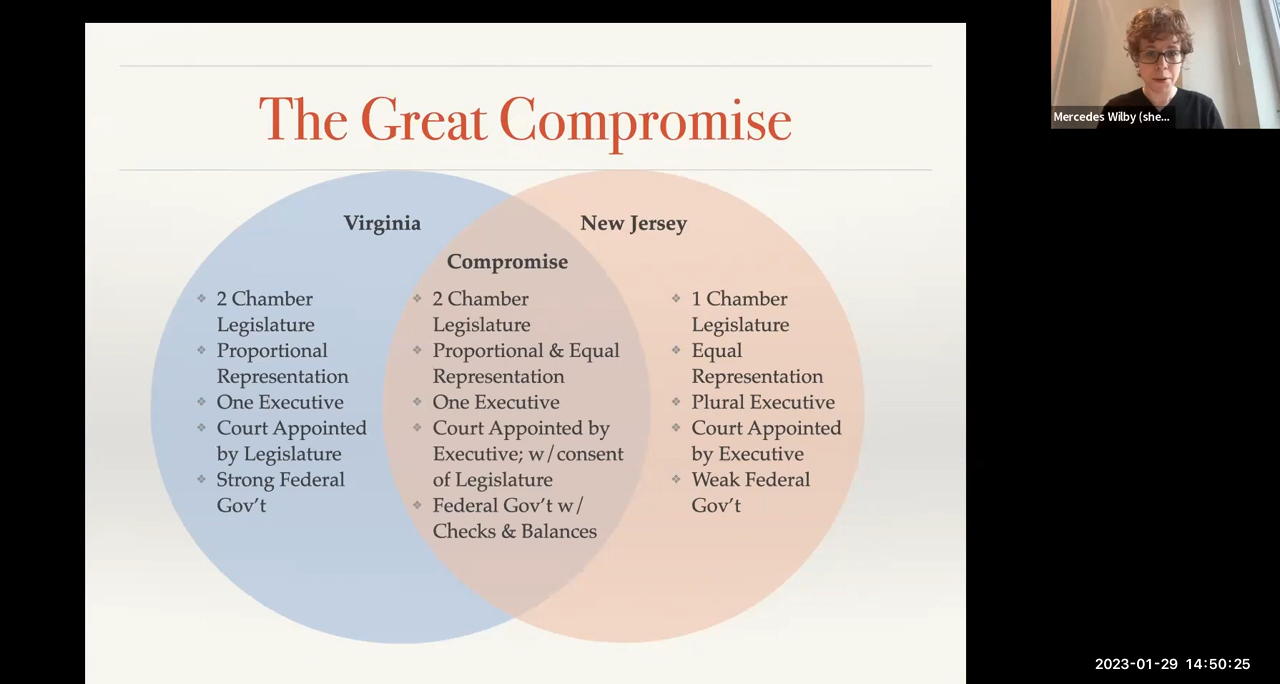 The Great Compromise
Virginia
New Jersey
Compromise
❖ 2 Chamber
Legislature
❖ Proportional
Representation
❖ One Executive
❖ Court Appointed
by Legislature
❖ Strong Federal
Gov't
❖ 2 Chamber
Legislature
❖ Proportional & Equal
Representation
❖ One Executive
❖ Court Appointed by
Executive; w/consent
of Legislature
❖ Federal Gov't w/
Checks & Balances
❖ 1 Chamber
Legislature
❖ Equal
Representation
❖ Plural Executive
❖ Court Appointed
by Executive
❖ Weak Federal
Gov't
Mercedes Wilby (she...
2023-01-29 14:50:25